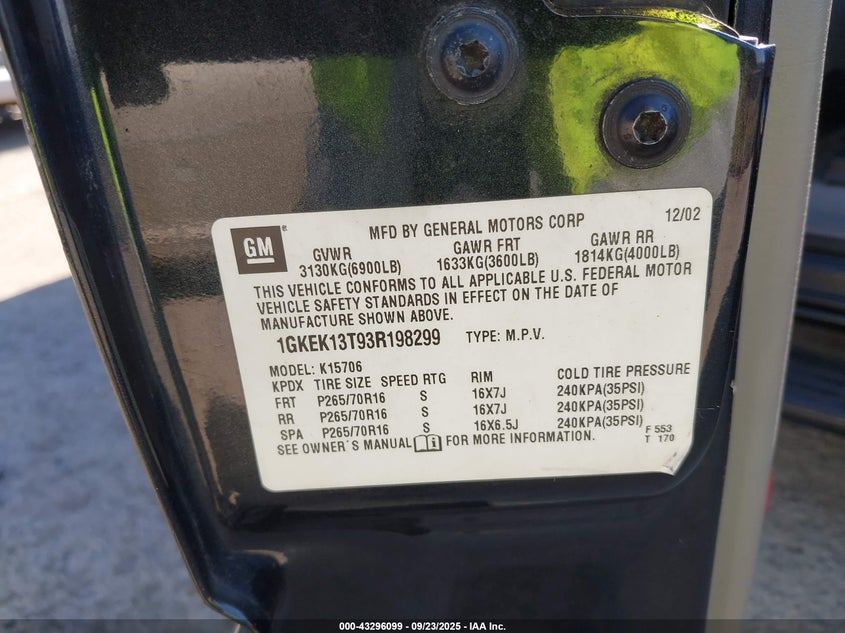 MFD BY GENERAL MOTORS CORP 12/02
GM®
GVWR GAWR FRT GAWR RR
3130KG(6900LB) 1633KG(3600LB) 1814KG(4000LB)
THIS VEHICLE CONFORMS TO ALL APPLICABLE U.S. FEDERAL MOTOR
VEHICLE SAFETY STANDARDS IN EFFECT ON THE DATE OF
MANUFACTURE SHOWN ABOVE.
1GKEK13T93R198299 TYPE: M.P.V.
MODEL: K15706
KPDX TIRE SIZE SPEED RTG RIM COLD TIRE PRESSURE
FRT P265/70R16 S 16X7J 240KPA(35PSI)
RR P265/70R16 S 16X7J 240KPA(35PSI)
SPA P265/70R16 S 16X6.5J 240KPA(35PSI)
SEE OWNER'S MANUAL FOR MORE INFORMATION.
F 553
T 170
000-43296099 - 09/23/2025 - IAA Inc.